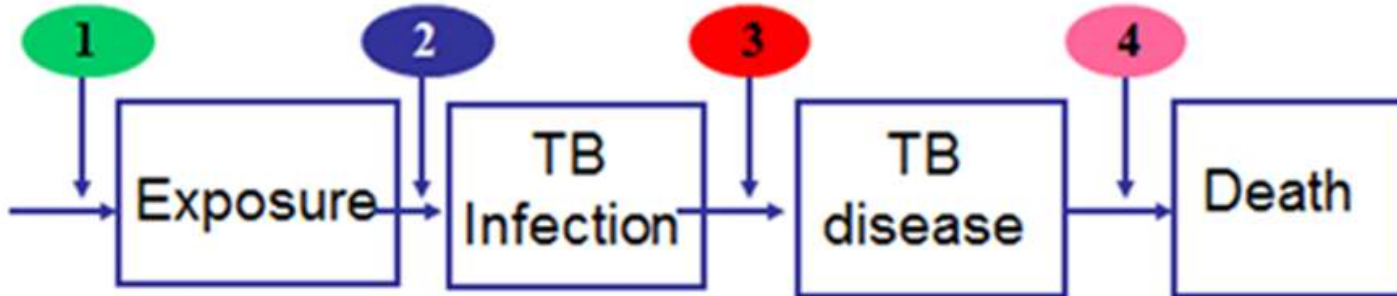 1
2
3
4
Exposure
TB
Infection
TB
disease
Death